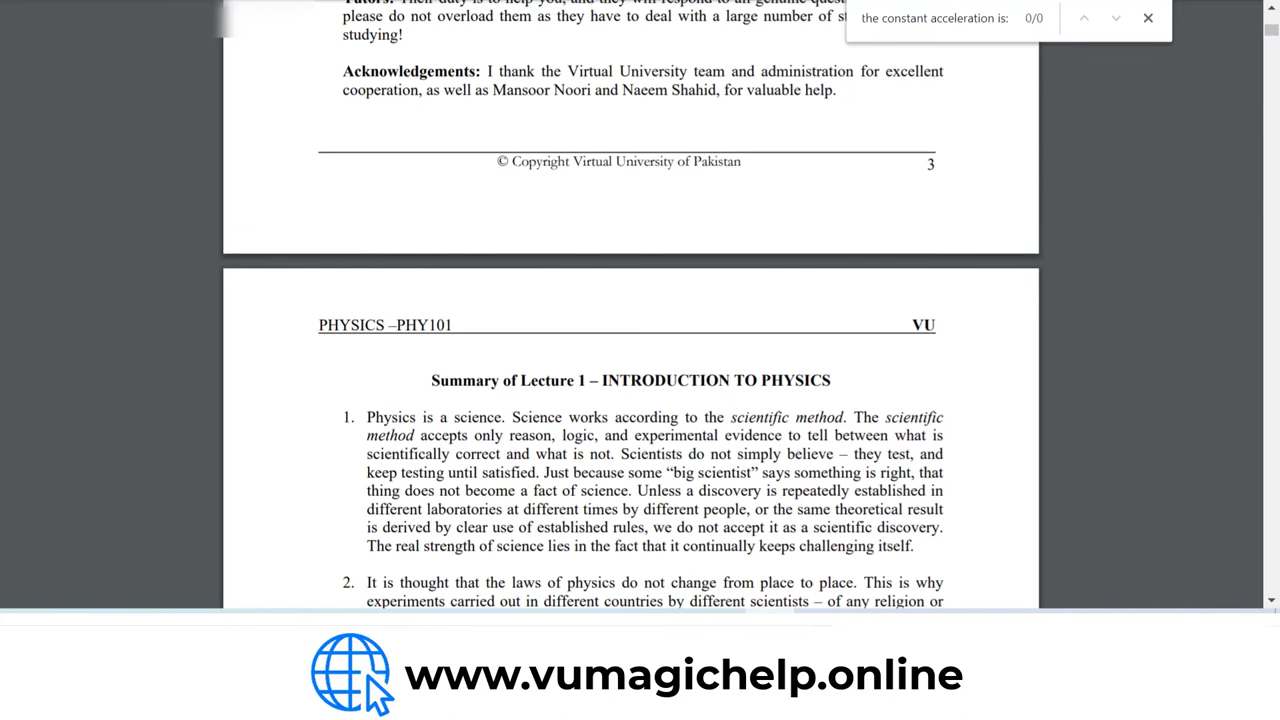 the constant acceleration is: 0/0
please do not overload them as they have to deal with a large number of
studying!
Acknowledgements: I thank the Virtual University team and administration for excellent
cooperation, as well as Mansoor Noori and Naeem Shahid, for valuable help.
© Copyright Virtual University of Pakistan 3
PHYSICS –PHY101 VU
Summary of Lecture 1 – INTRODUCTION TO PHYSICS
1. Physics is a science. Science works according to the scientific method. The scientific
method accepts only reason, logic, and experimental evidence to tell between what is
scientifically correct and what is not. Scientists do not simply believe – they test, and
keep testing until satisfied. Just because some “big scientist” says something is right, that
thing does not become a fact of science. Unless a discovery is repeatedly established in
different laboratories at different times by different people, or the same theoretical result
is derived by clear use of established rules, we do not accept it as a scientific discovery.
The real strength of science lies in the fact that it continually keeps challenging itself.
2. It is thought that the laws of physics do not change from place to place. This is why
experiments carried out in different countries by different scientists – of any religion or
www.vumagichelp.online